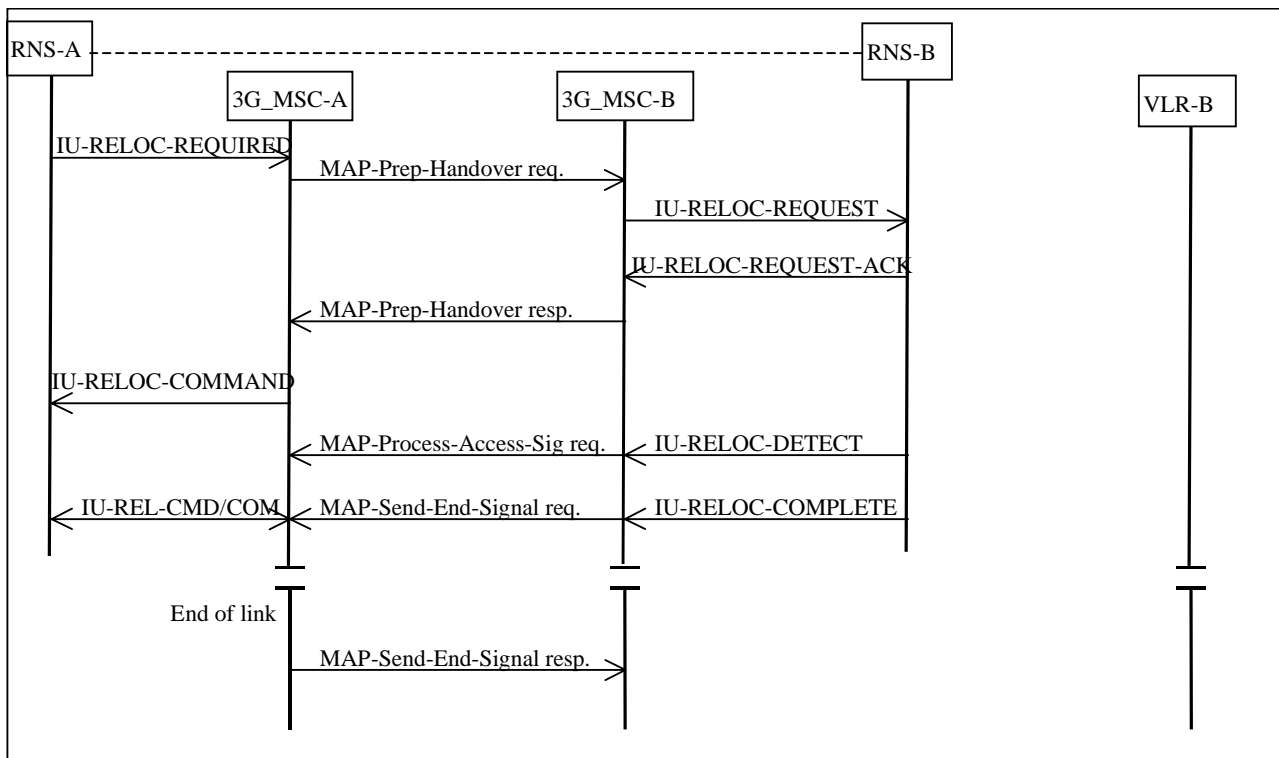 RNS-A
RNS-B
3G_MSC-A
3G_MSC-B
VLR-B
IU-RELOC-REQUIRED
MAP-Prep-Handover req.
IU-RELOC-REQUEST
IU-RELOC-REQUEST-ACK
MAP-Prep-Handover resp.
IU-RELOC-COMMAND
MAP-Process-Access-Sig req.
IU-RELOC-DETECT
IU-REL-CMD/COM
MAP-Send-End-Signal req.
IU-RELOC-COMPLETE
End of link
MAP-Send-End-Signal resp.